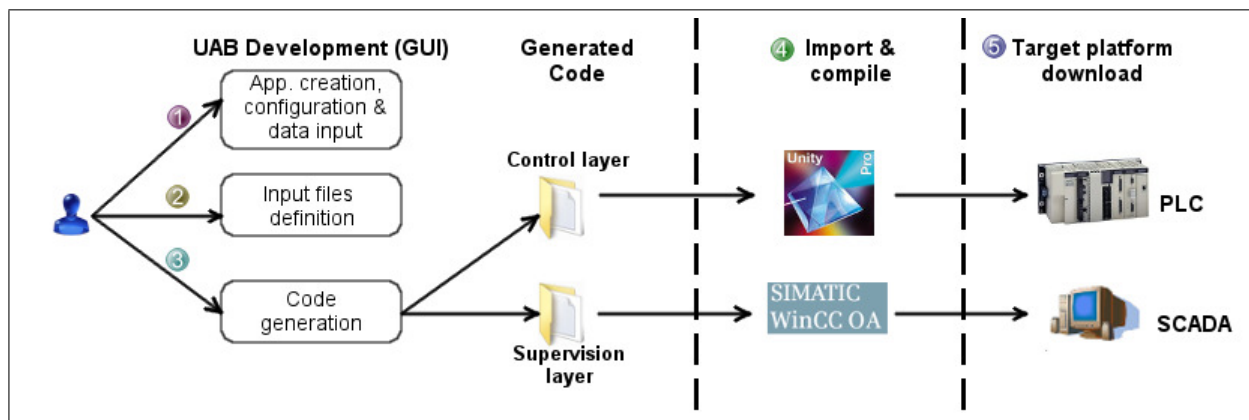 UAB Development (GUI)
Generated
Code
4 Import &
compile
5 Target platform
download
1
App. creation,
configuration &
data input
2
Input files
definition
3
Code
generation
Control layer
Supervision
layer
Unity
Pro
SIMATIC
WinCC OA
PLC
SCADA